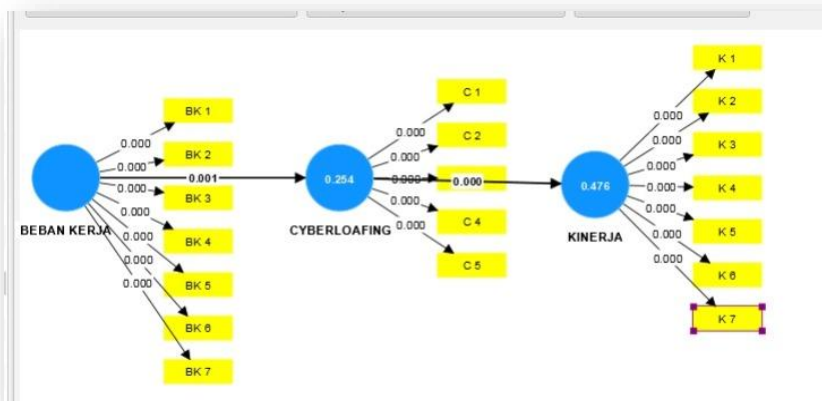 BEBAN KERJA
BK 1
BK 2
BK 3
BK 4
BK 5
BK 6
BK 7
0.000
0.000
0.000
0.000
0.000
0.000
0.000
0.001
0.254
CYBERLOAFING
C 1
C 2
C 4
C 5
0.000
0.000
0.000
0.000
0.000
0.000
0.476
KINERJA
K 1
K 2
K 3
K 4
K 5
K 6
K 7
0.000
0.000
0.000
0.000
0.000
0.000
0.000